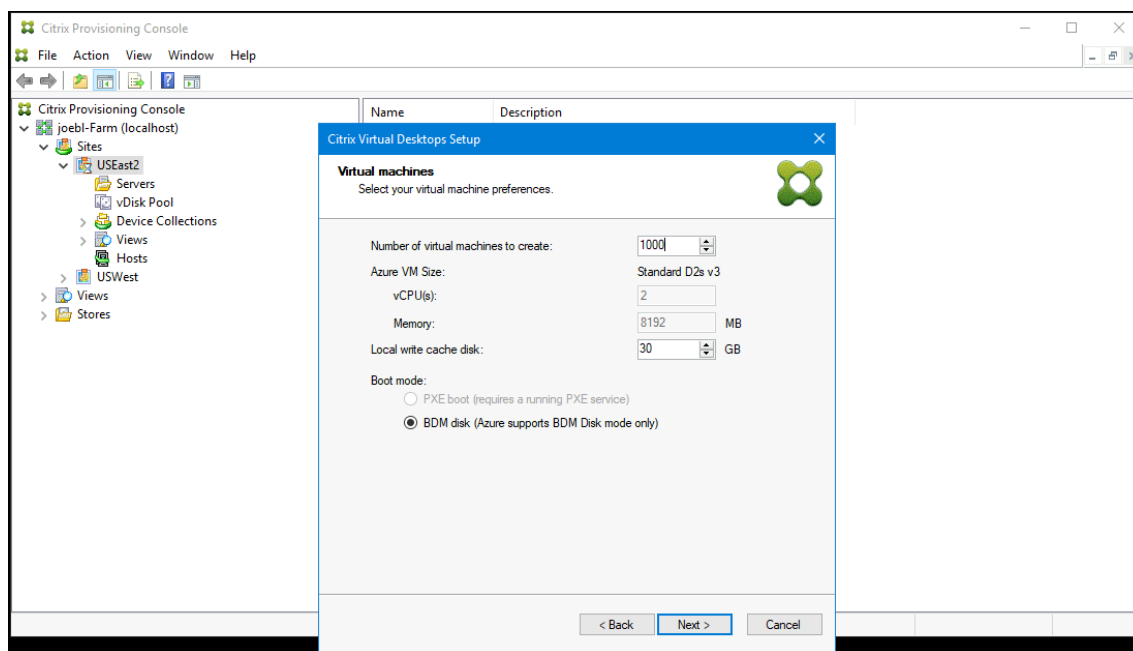 Citrix Provisioning Console
File Action View Window Help
Citrix Provisioning Console
joebl-Farm (localhost)
Sites
USEast2
Servers
vDisk Pool
Device Collections
Views
Hosts
USWest
Views
Stores
Name Description
Citrix Virtual Desktops Setup
Virtual machines
Select your virtual machine preferences.
Number of virtual machines to create: 1000
Azure VM Size: Standard D2s v3
vCPU(s): 2
Memory: 8192 MB
Local write cache disk: 30 GB
Boot mode:
PXE boot (requires a running PXE service)
BDM disk (Azure supports BDM Disk mode only)
< Back Next > Cancel